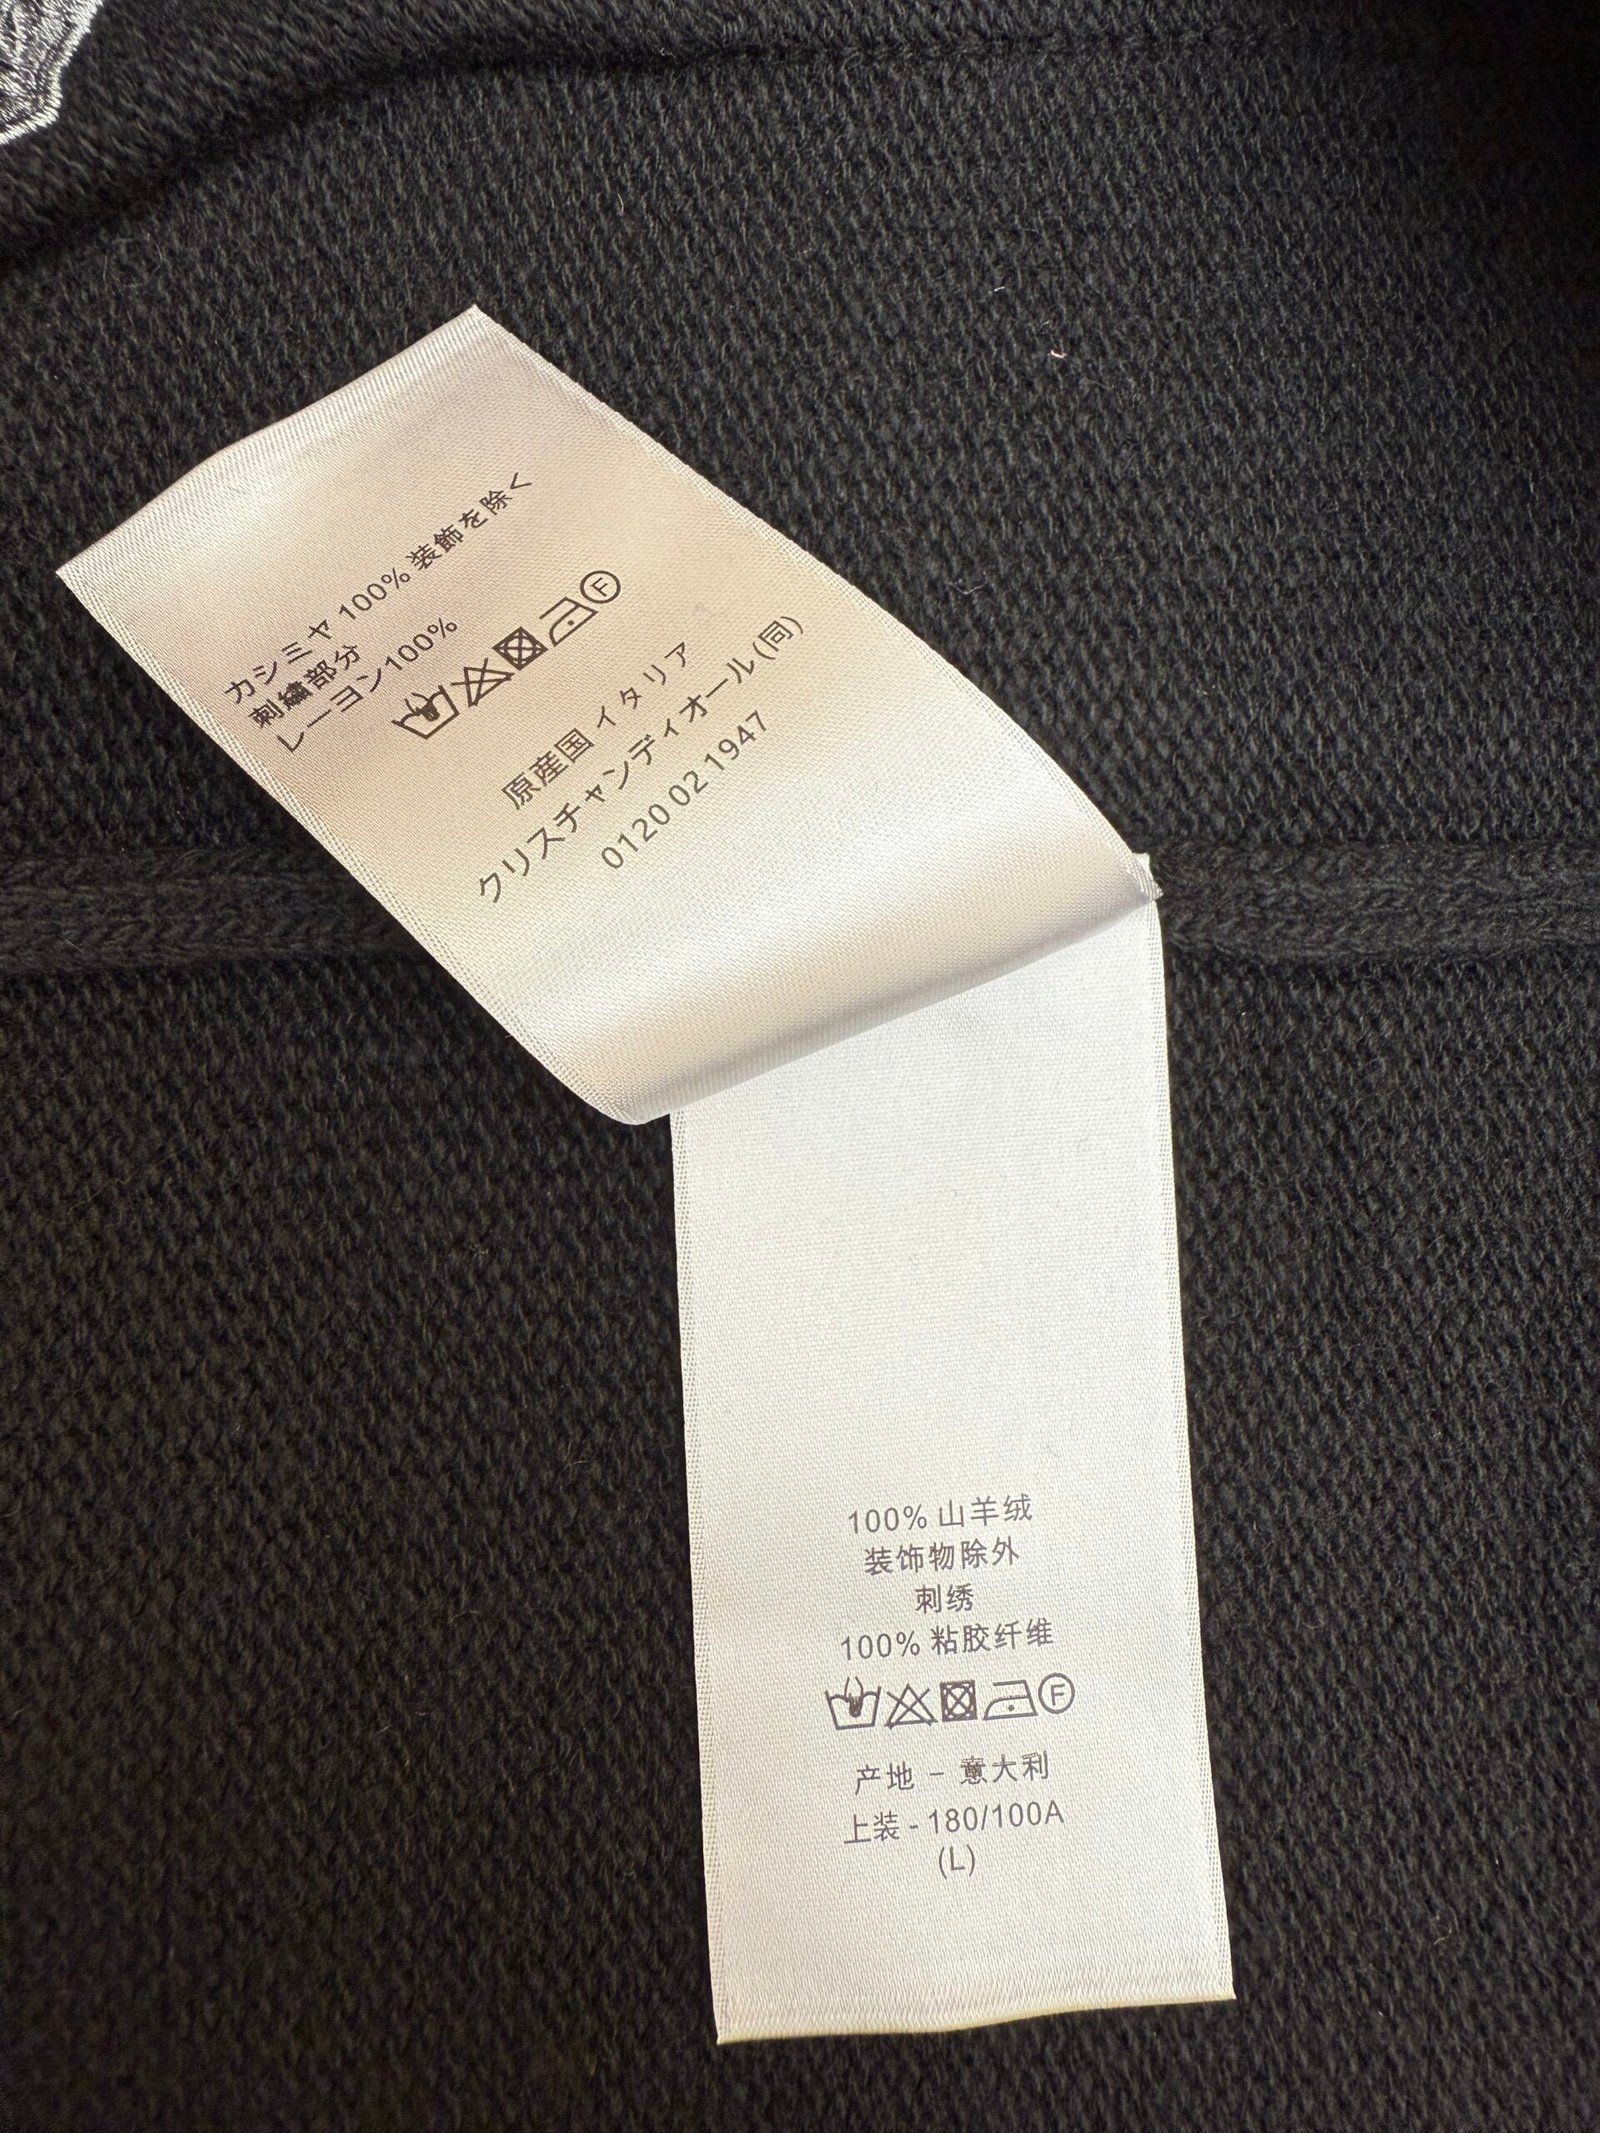 カシミヤ 100% 装飾を除く
刺繍部分
レーヨン100%
F
原産国 イタリア
クリスチャンディオール (同)
0120 02 1947
100% 山羊绒
装饰物除外
刺绣
100% 粘胶纤维
F
产地 – 意大利
上装 - 180/100A
(L)